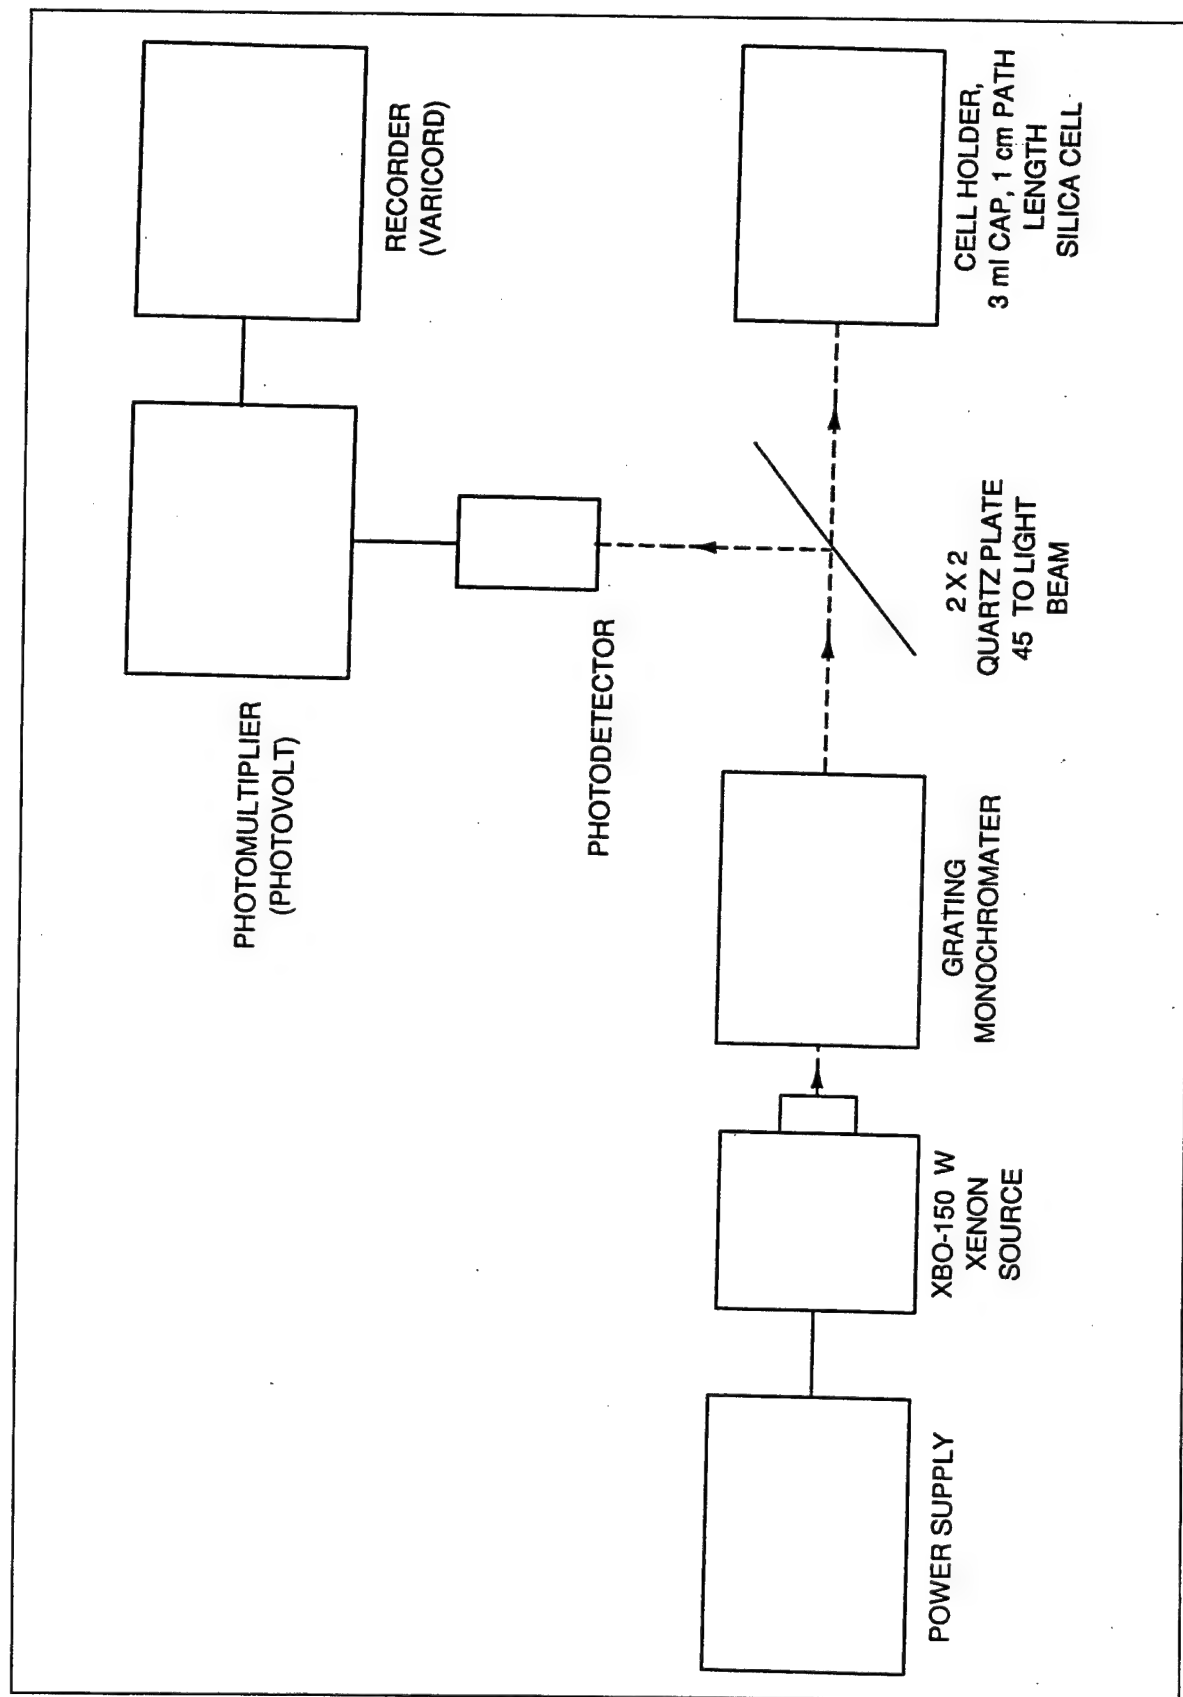 RECORDER
(VARICORD)
PHOTOMULTIPLIER
(PHOTOVOLT)
PHOTODETECTOR
POWER SUPPLY
XBO-150 W
XENON
SOURCE
GRATING
MONOCHROMATER
2 X 2
QUARTZ PLATE
45 TO LIGHT
BEAM
CELL HOLDER,
3 ml CAP, 1 cm PATH
LENGTH
SILICA CELL